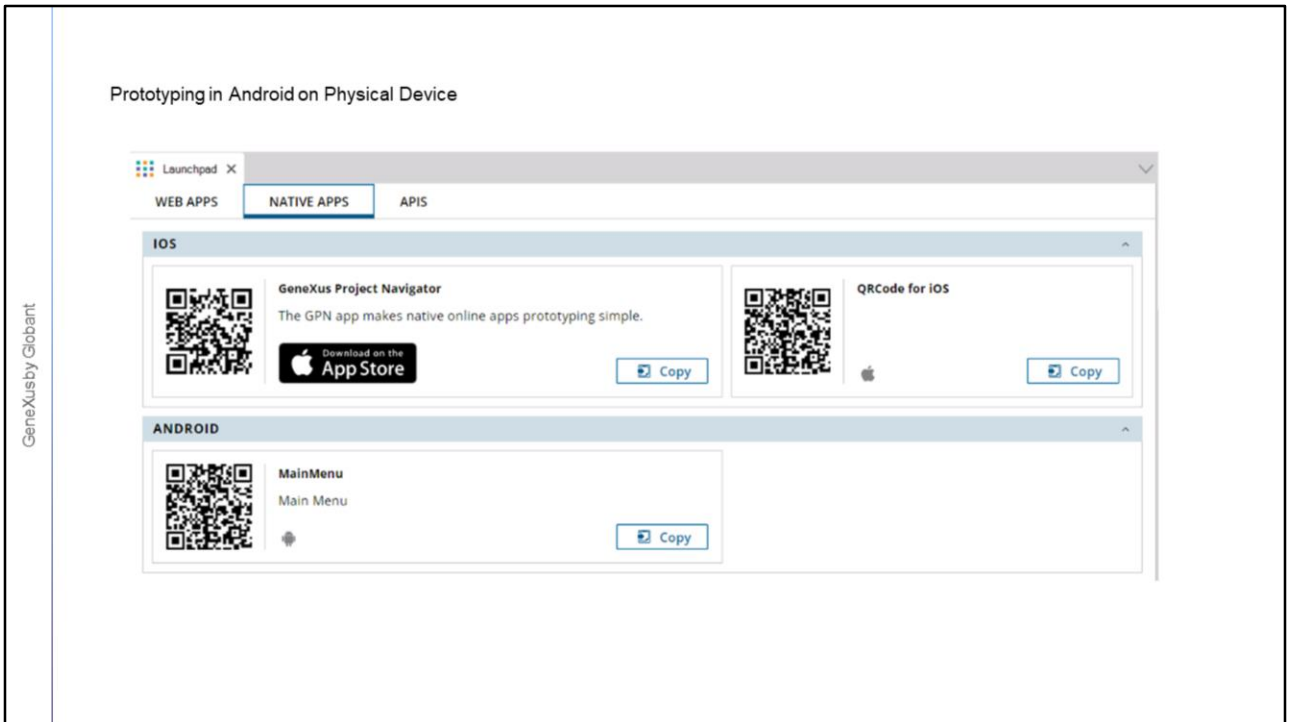 Prototyping in Android on Physical Device
Launchpad
WEB APPS NATIVE APPS APIS
IOS
GeneXus Project Navigator
The GPN app makes native online apps prototyping simple.
Download on the
App Store
Copy
QRCode for iOS
Copy
ANDROID
MainMenu
Main Menu
Copy
GeneXusby Globant